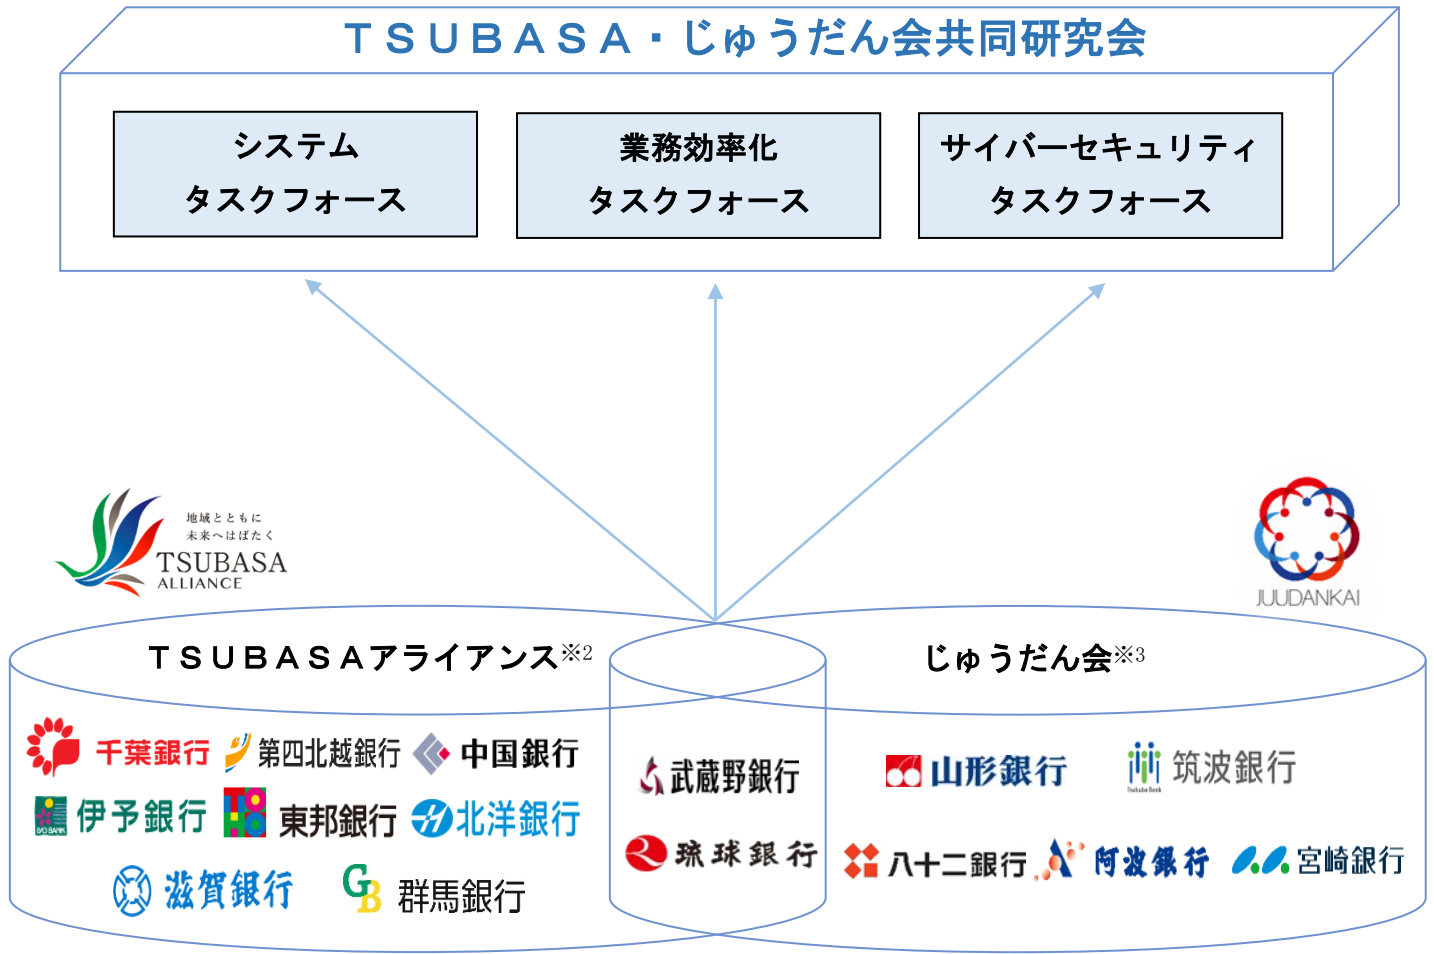 ＴＳＵＢＡＳＡ・じゅうだん会共同研究会
システム
タスクフォース
業務効率化
タスクフォース
サイバーセキュリティ
タスクフォース
地域とともに
未来へはばたく
TSUBASA
ALLIANCE
JUUDANKAI
ＴＳＵＢＡＳＡアライアンス※2
じゅうだん会※3
千葉銀行
第四北越銀行
中国銀行
IYO BANK
伊予銀行
TOHO
東邦銀行
北洋銀行
滋賀銀行
GB
群馬銀行
武蔵野銀行
琉球銀行
山形銀行
Tsukuba Bank
筑波銀行
八十二銀行
阿波銀行
宮崎銀行